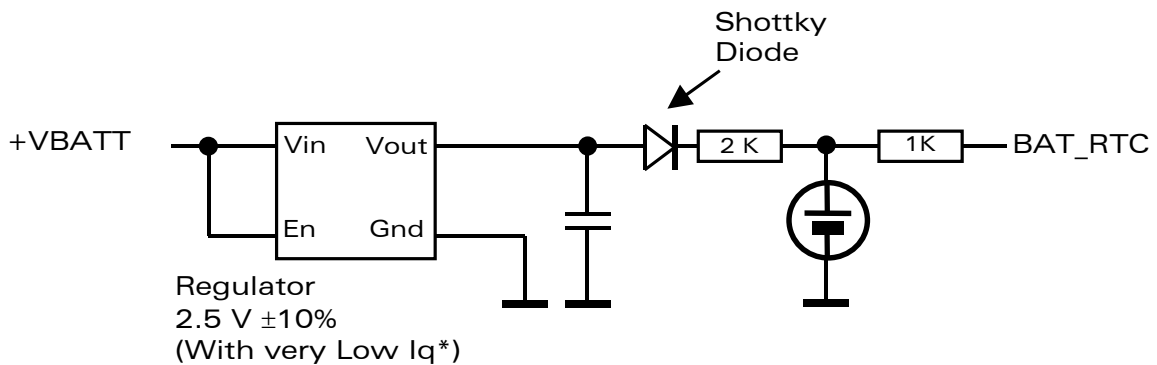 Shottky
Diode
+VBATT
Vin
Vout
2 K
1K
BAT_RTC
En
Gnd
Regulator
2.5 V ±10%
(With very Low Iq*)